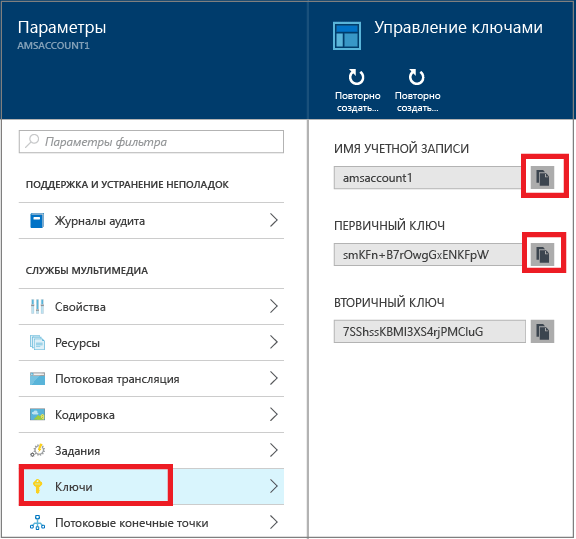 Параметры
AMSACCOUNT1
Параметры фильтра
ПОДДЕРЖКА И УСТРАНЕНИЕ НЕПОЛАДОК
Журналы аудита
СЛУЖБЫ МУЛЬТИМЕДИА
Свойства
Ресурсы
Потоковая трансляция
Кодировка
Задания
Ключи
Потоковые конечные точки
Управление ключами
Повторно создать...
Повторно создать...
ИМЯ УЧЕТНОЙ ЗАПИСИ
amsaccount1
ПЕРВИЧНЫЙ КЛЮЧ
smKFn+B7rOwgGxENKFpW
ВТОРИЧНЫЙ КЛЮЧ
7SShssKBMI3XS4rjPMCluG